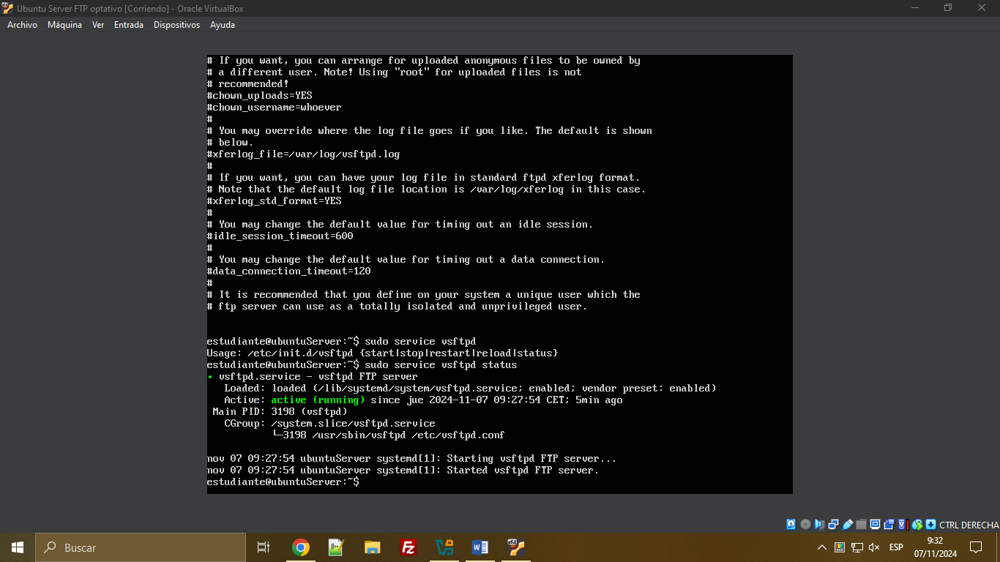 Ubuntu Server FTP optativo [Corriendo] - Oracle VirtualBox
Archivo Máquina Ver Entrada Dispositivos Ayuda
# If you want, you can arrange for uploaded anonymous files to be owned by
# a different user. Note! Using "root" for uploaded files is not
# recommended!
#chown_uploads=YES
#chown_username=whoever
#
# You may override where the log file goes if you like. The default is shown
# below.
#xferlog_file=/var/log/vsftpd.log
#
# If you want, you can have your log file in standard ftpd xferlog format.
# Note that the default log file location is /var/log/xferlog in this case.
#xferlog_std_format=YES
#
# You may change the default value for timing out an idle session.
#idle_session_timeout=600
#
# You may change the default value for timing out a data connection.
#data_connection_timeout=120
#
# It is recommended that you define on your system a unique user which the
# ftp server can use as a totally isolated and unprivileged user.
estudiante@ubuntuServer:~$ sudo service vsftpd
Usage: /etc/init.d/vsftpd {start|stop|restart|reload|status}
estudiante@ubuntuServer:~$ sudo service vsftpd status
• vsftpd.service - vsftpd FTP server
Loaded: loaded (/lib/systemd/system/vsftpd.service; enabled; vendor preset: enabled)
Active: active (running) since jue 2024-11-07 09:27:54 CET; 5min ago
Main PID: 3198 (vsftpd)
CGroup: /system.slice/vsftpd.service
└─3198 /usr/sbin/vsftpd /etc/vsftpd.conf
nov 07 09:27:54 ubuntuServer systemd[1]: Starting vsftpd FTP server...
nov 07 09:27:54 ubuntuServer systemd[1]: Started vsftpd FTP server.
estudiante@ubuntuServer:~$
CTRL DERECHA
Buscar
ESP
9:32
07/11/2024